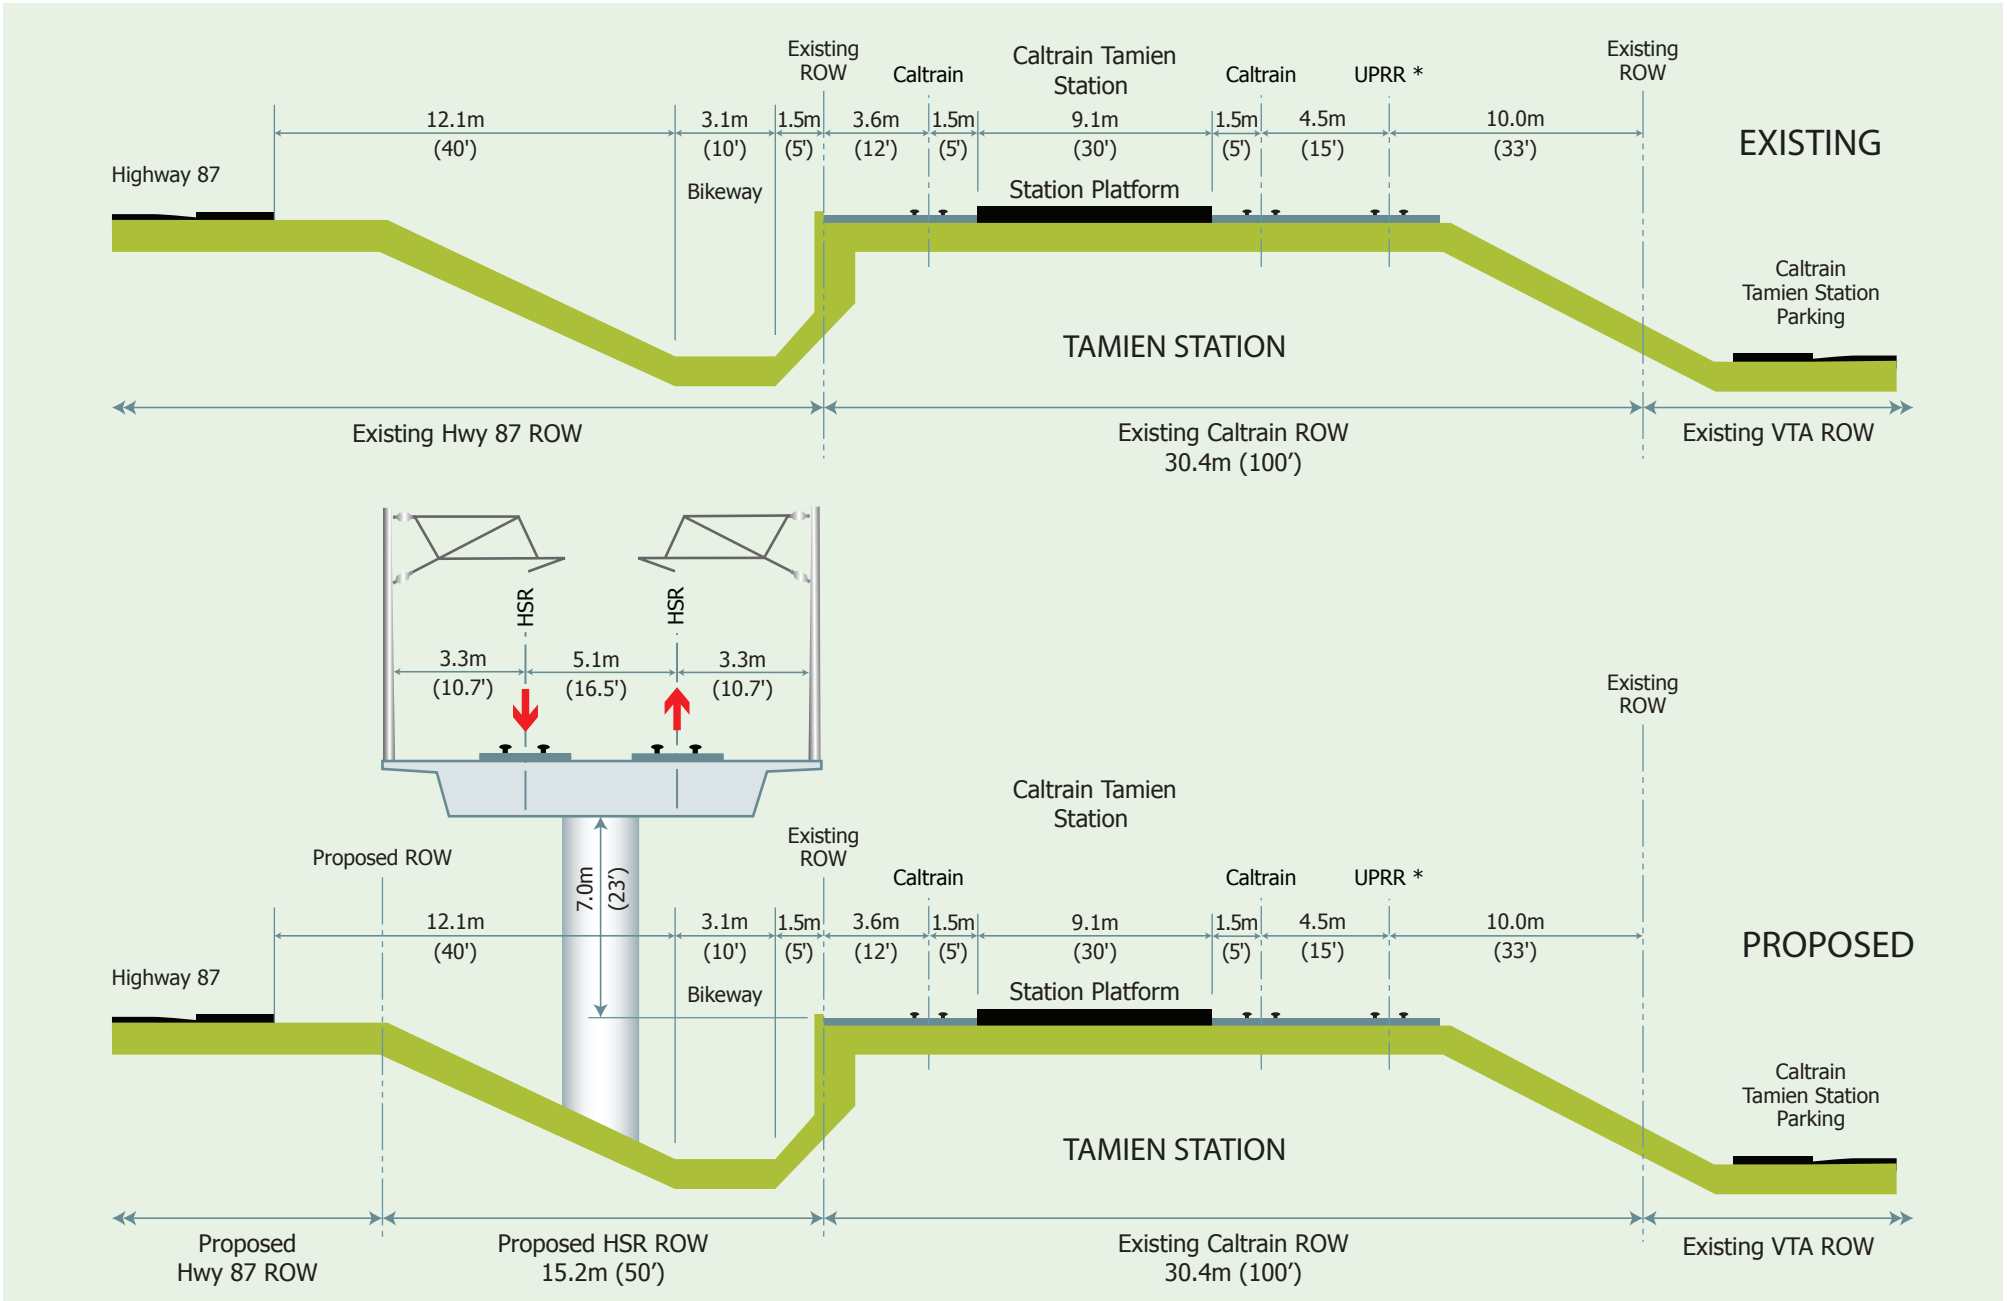 Existing
ROW
Caltrain
Caltrain Tamien
Station
Caltrain
UPRR *
Existing
ROW
12.1m
(40')
3.1m
(10')
1.5m
(5')
3.6m
(12')
1.5m
(5')
9.1m
(30')
1.5m
(5')
4.5m
(15')
10.0m
(33')
EXISTING
Highway 87
Bikeway
Station Platform
Caltrain
Tamien Station
Parking
TAMIEN STATION
Existing Hwy 87 ROW
Existing Caltrain ROW
30.4m (100’)
Existing VTA ROW
HSR
HSR
3.3m
(10.7')
5.1m
(16.5')
3.3m
(10.7')
Existing
ROW
Caltrain Tamien
Station
Proposed ROW
7.0m
(23’)
Existing
ROW
Caltrain
Caltrain
UPRR *
12.1m
(40')
3.1m
(10')
1.5m
(5')
3.6m
(12')
1.5m
(5')
9.1m
(30')
1.5m
(5')
4.5m
(15')
10.0m
(33')
PROPOSED
Highway 87
Bikeway
Station Platform
Caltrain
Tamien Station
Parking
TAMIEN STATION
Proposed
Hwy 87 ROW
Proposed HSR ROW
15.2m (50’)
Existing Caltrain ROW
30.4m (100’)
Existing VTA ROW